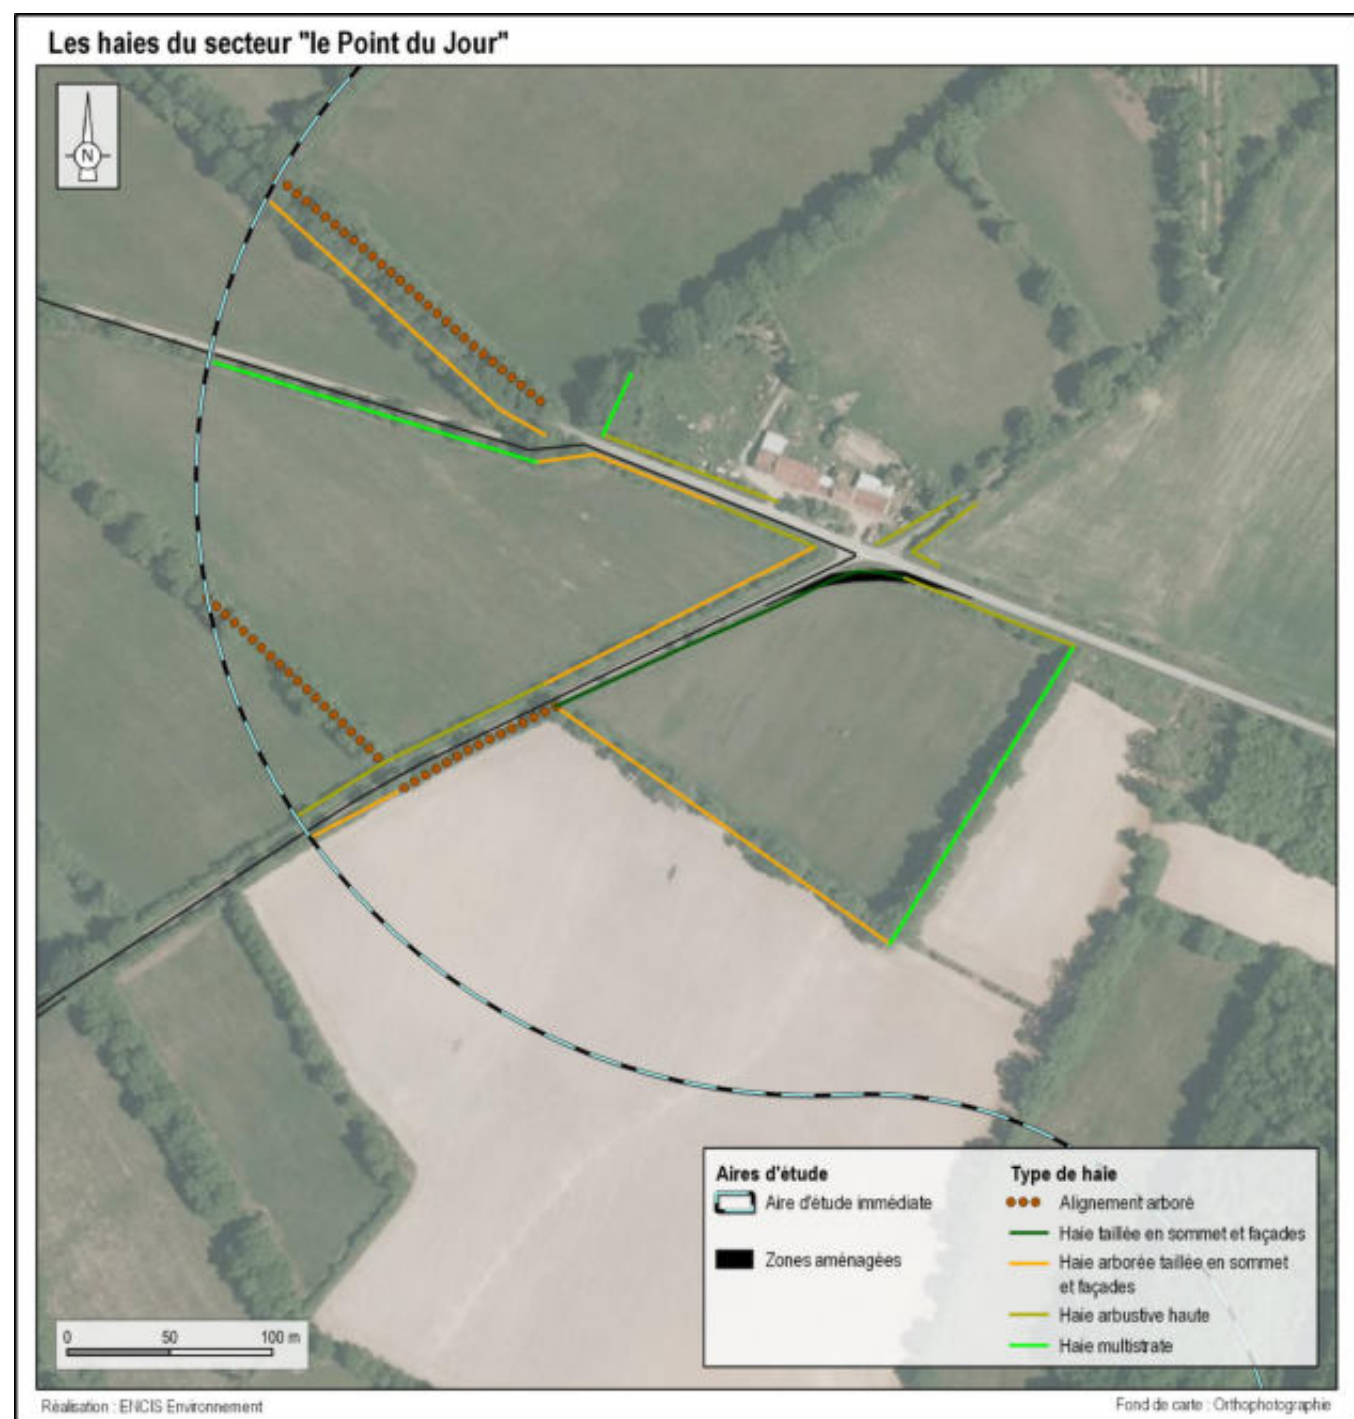 Les haies du secteur "le Point du Jour"
N
Aires d'étude
Aire d'étude immédiate
Zones aménagées
Type de haie
Alignement arboré
Haie taillée en sommet et façades
Haie arborée taillée en sommet
et façades
Haie arbustive haute
Haie multistrate
0 50 100 m
Réalisation : ENCIS Environnement
Fond de carte : Orthophotographie